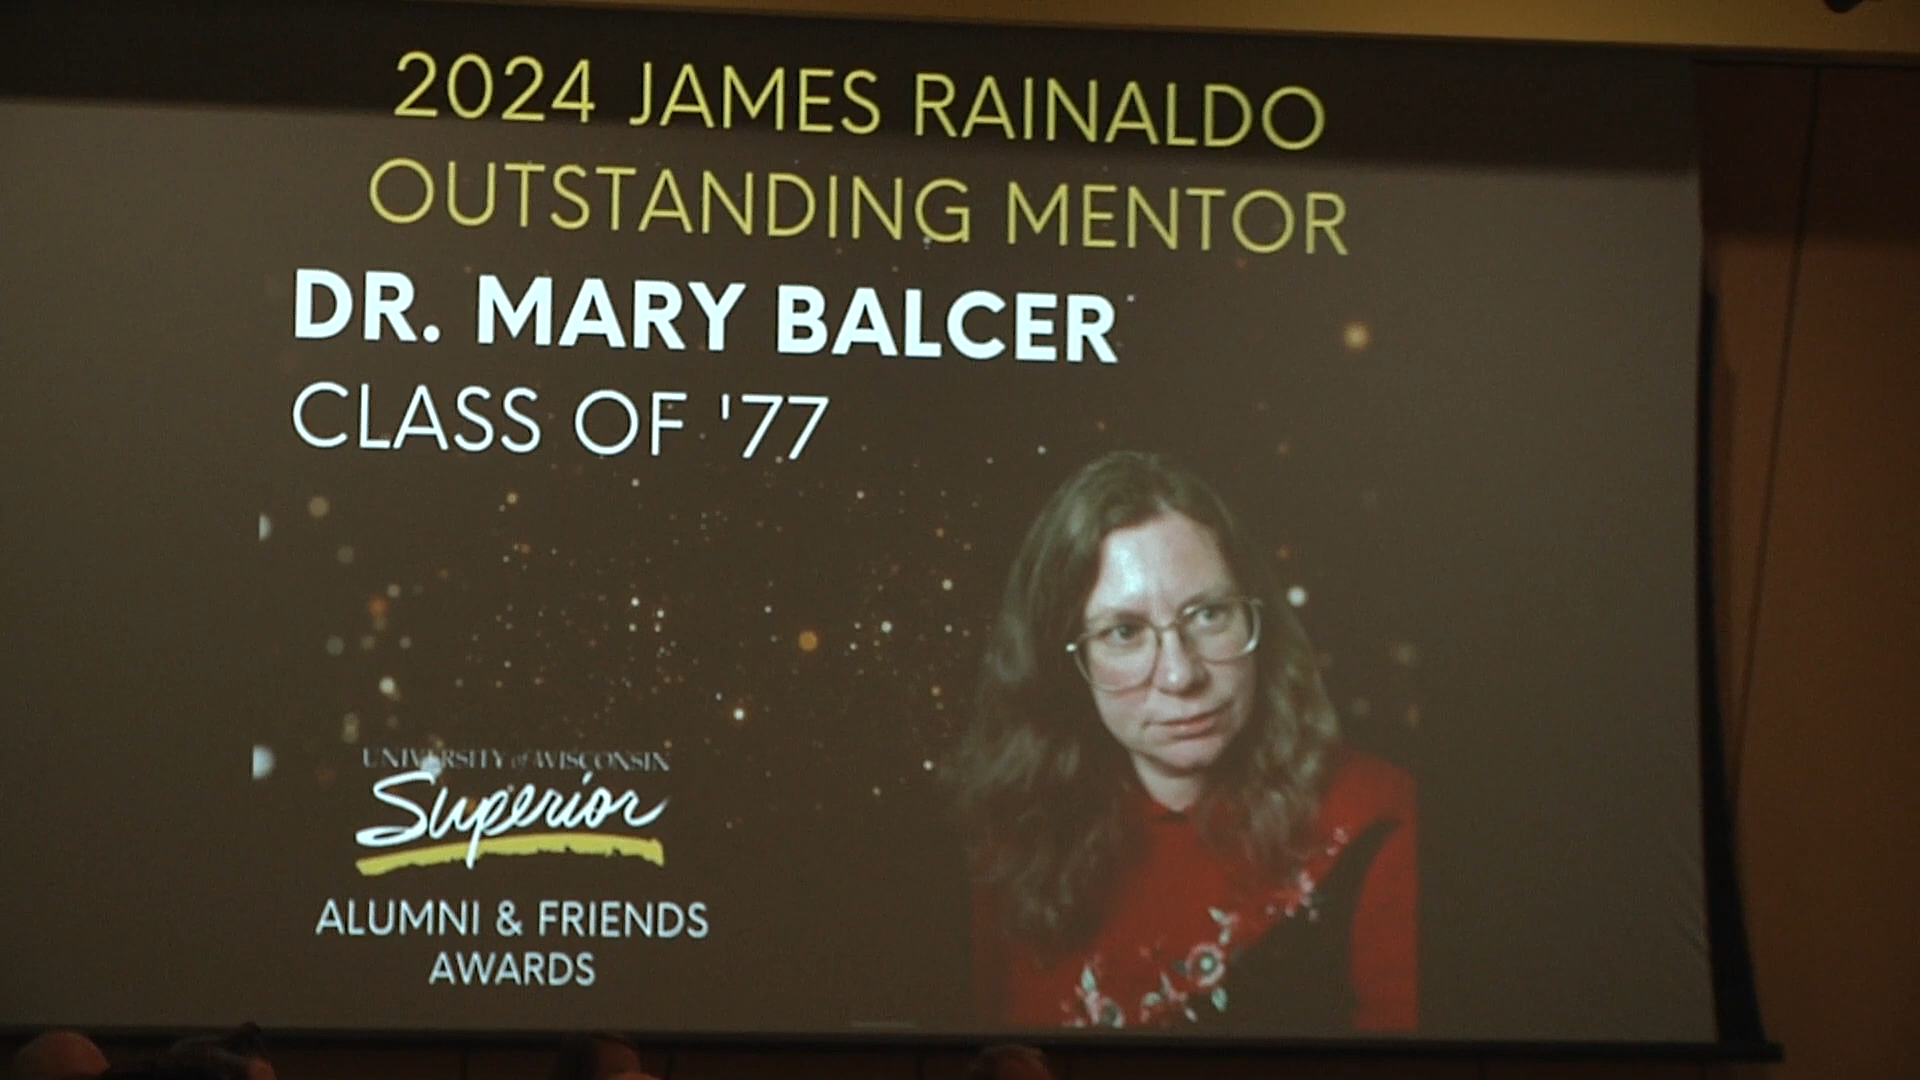 2024 JAMES RAINALDO
OUTSTANDING MENTOR
DR. MARY BALCER
CLASS OF '77
UNIVERSITY of WISCONSIN
Superior
ALUMNI & FRIENDS
AWARDS